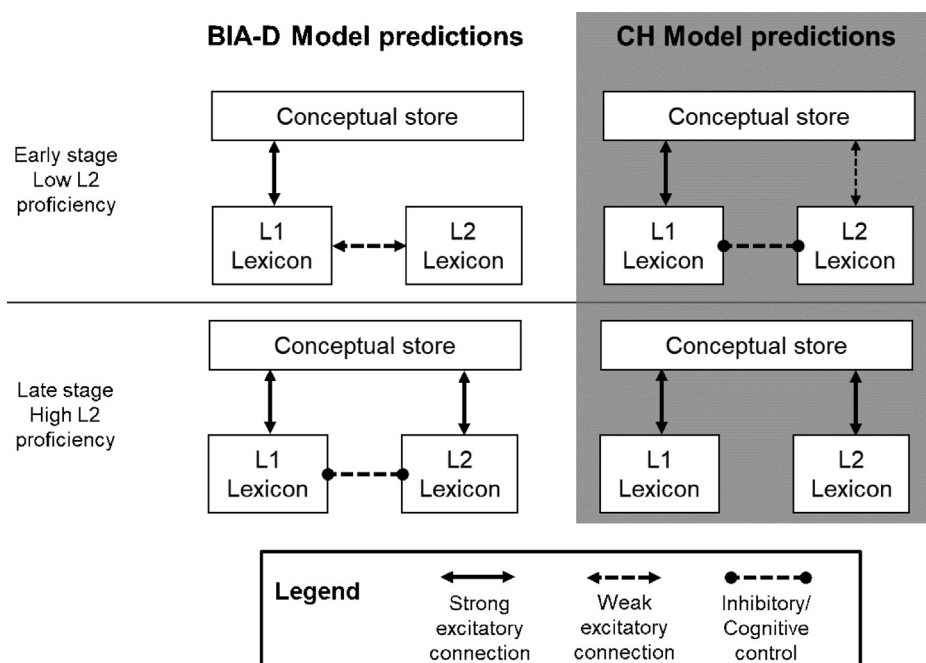 BIA-D Model predictions
CH Model predictions
Early stage
Low L2
proficiency
Conceptual store
L1
Lexicon
L2
Lexicon
Conceptual store
L1
Lexicon
L2
Lexicon
Late stage
High L2
proficiency
Conceptual store
L1
Lexicon
L2
Lexicon
Conceptual store
L1
Lexicon
L2
Lexicon
Legend
Strong
excitatory
connection
Weak
excitatory
connection
Inhibitory/
Cognitive
control